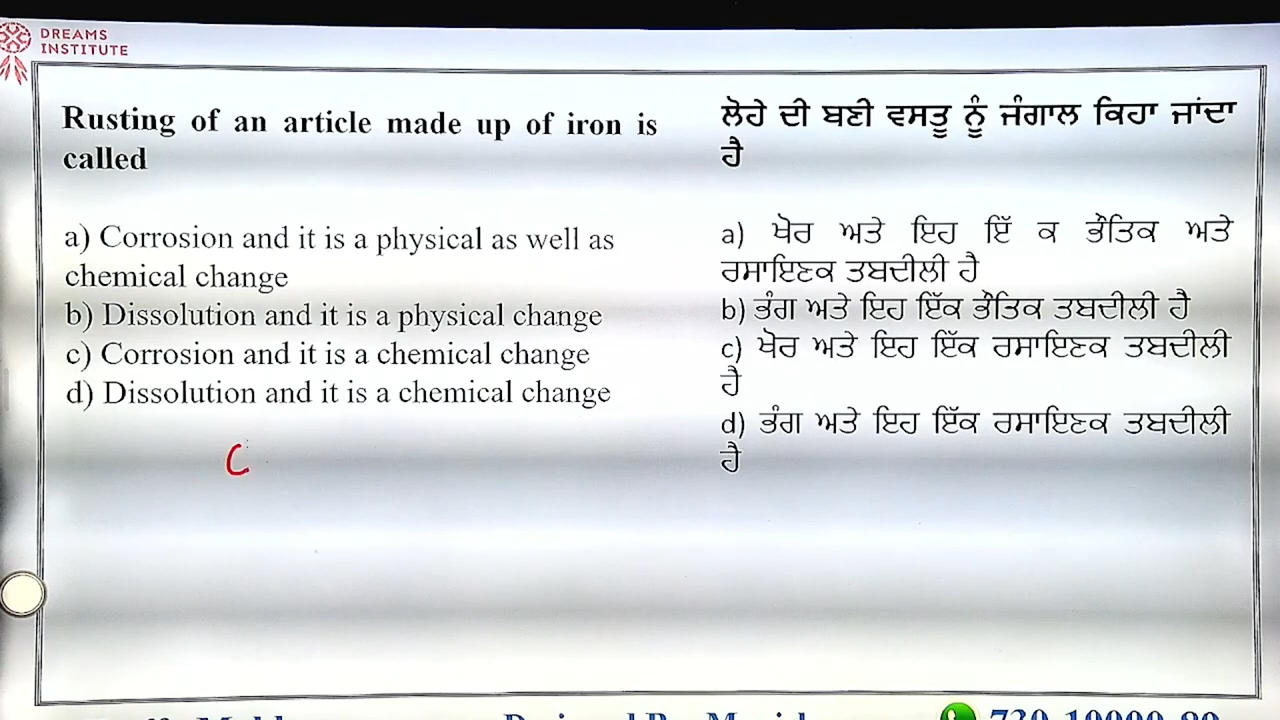 DREAMS
INSTITUTE
Rusting of an article made up of iron is
called
a) Corrosion and it is a physical as well as
chemical change
b) Dissolution and it is a physical change
c) Corrosion and it is a chemical change
d) Dissolution and it is a chemical change
C
ਲੋਹੇ ਦੀ ਬਣੀ ਵਸਤੂ ਨੂੰ ਜੰਗਾਲ ਕਿਹਾ ਜਾਂਦਾ
ਹੈ
a) ਖੋਰ ਅਤੇ ਇਹ ਇੱ ਕ ਭੌਤਿਕ ਅਤੇ
ਰਸਾਇਣਕ ਤਬਦੀਲੀ ਹੈ
b) ਭੰਗ ਅਤੇ ਇਹ ਇੱਕ ਭੌਤਿਕ ਤਬਦੀਲੀ ਹੈ
c) ਖੋਰ ਅਤੇ ਇਹ ਇੱਕ ਰਸਾਇਣਕ ਤਬਦੀਲੀ
ਹੈ
d) ਭੰਗ ਅਤੇ ਇਹ ਇੱਕ ਰਸਾਇਣਕ ਤਬਦੀਲੀ
ਹੈ